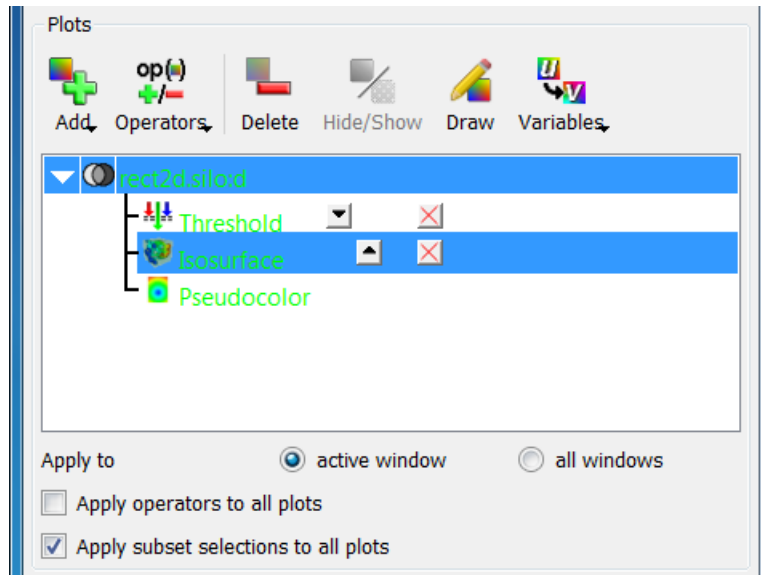 Plots
op(=)
+/-
u
v
Add Operators Delete Hide/Show Draw Variables
rect2d.silo:d
Threshold
Isosurface
Pseudocolor
Apply to active window all windows
Apply operators to all plots
Apply subset selections to all plots